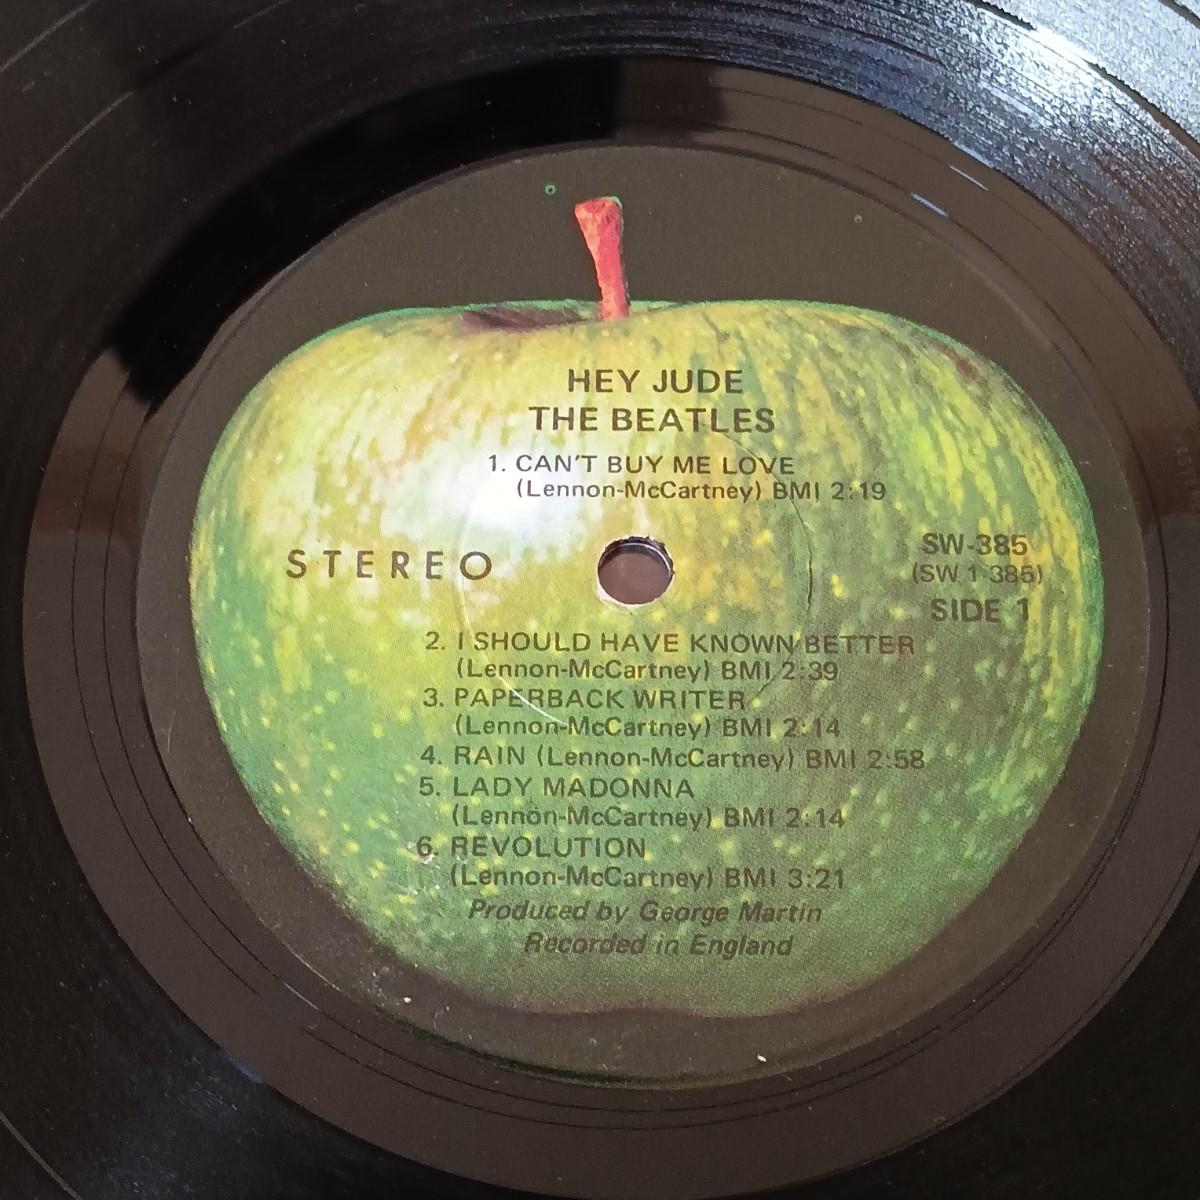 HEY JUDE
THE BEATLES
1. CAN'T BUY ME LOVE
(Lennon-McCartney) BMI 2:19
STEREO
SW-385
(SW 1-385)
SIDE 1
2. I SHOULD HAVE KNOWN BETTER
(Lennon-McCartney) BMI 2:39
3. PAPERBACK WRITER
(Lennon-McCartney) BMI 2:14
4. RAIN (Lennon-McCartney) BMI 2:58
5. LADY MADONNA
(Lennon-McCartney) BMI 2:14
6. REVOLUTION
(Lennon-McCartney) BMI 3:21
Produced by George Martin
Recorded in England